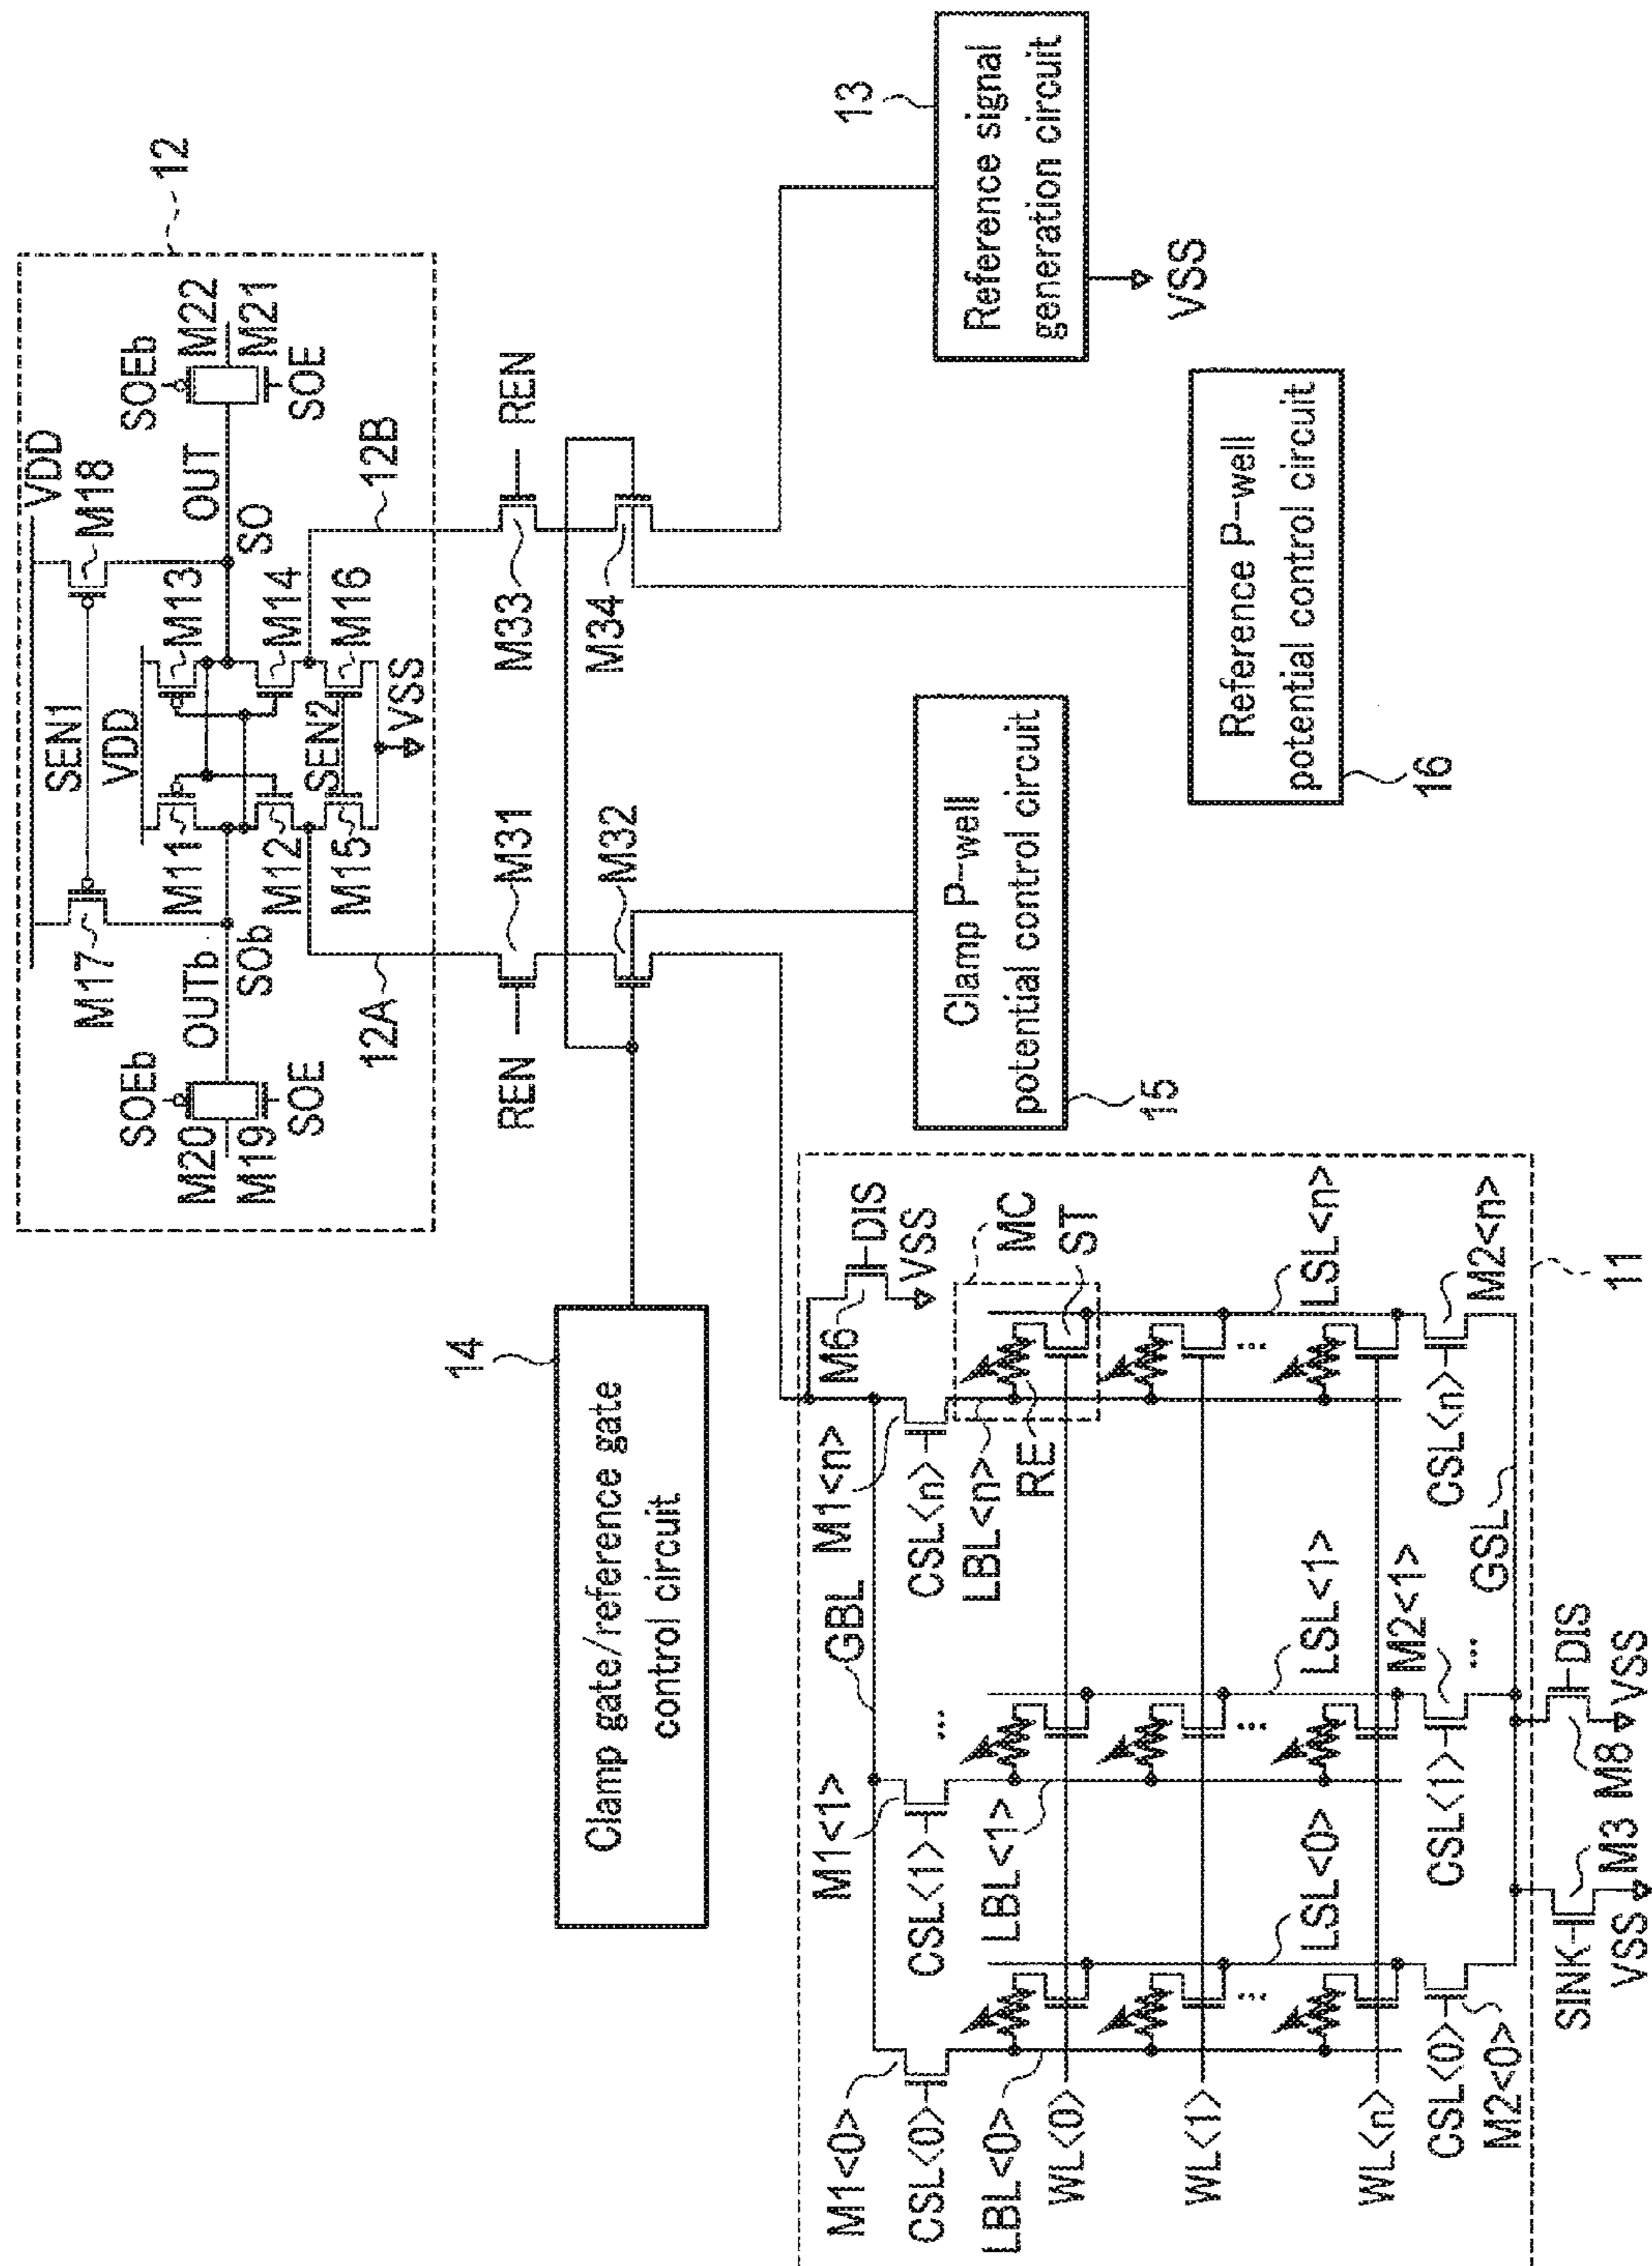 12
VDD
SEN1
M17
M18
VDD
SOEb
M20
M19
SOE
OUTb
SOb
M11
M13
OUT
SO
SOEb
M22
M21
SOE
M12
M14
SEN2
M15
M16
VSS
12A
12B
REN
M31
M33
REN
M32
M34
14
Clamp gate/reference gate
control circuit
Clamp P-well
potential control circuit
15
Reference P-well
potential control circuit
16
13
Reference signal
generation circuit
VSS
M1<0>
M1<1>
GBL
M1<n>
M6
DIS
VSS
CSL<0>
CSL<1>
...
CSL<n>
LBL<0>
LBL<1>
LBL<n>
MC
RE
ST
WL<0>
WL<1>
WL<n>
...
...
...
LSL<0>
LSL<1>
LSL<n>
CSL<0>
M2<0>
CSL<1>
M2<1>
...
CSL<n>
M2<n>
GSL
11
SINK
M3
VSS
M8
DIS
VSS